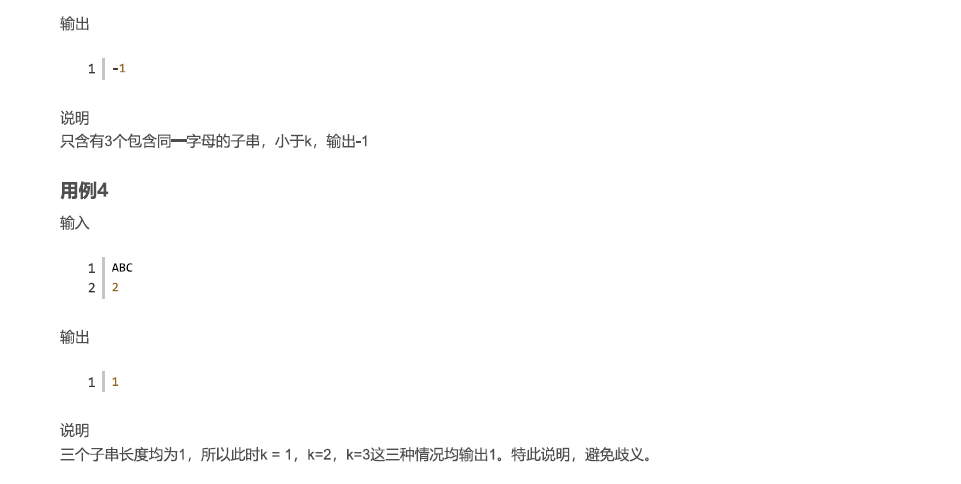 输出
1 -1
说明
只含有3个包含同一字母的子串，小于k，输出-1
用例4
输入
1 ABC
2 2
输出
1 1
说明
三个子串长度均为1，所以此时k = 1，k=2，k=3这三种情况均输出1。特此说明，避免歧义。